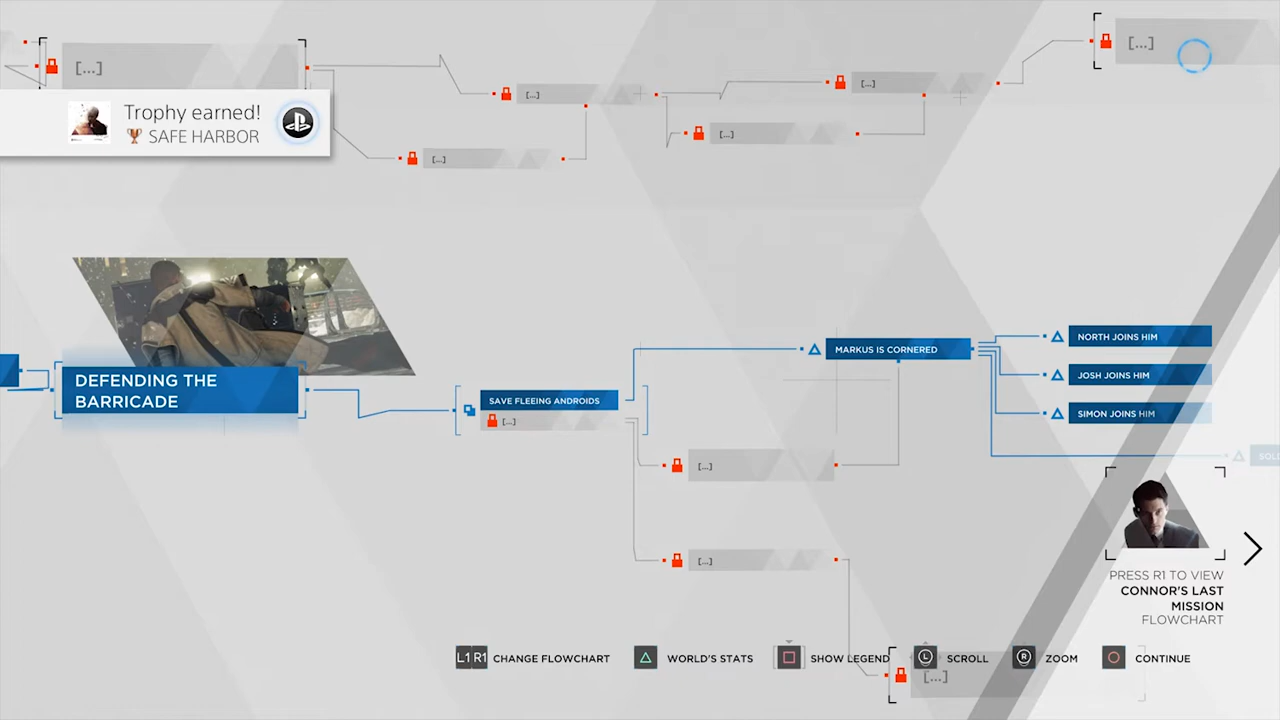 [...]
[...]
[...]
[...]
[...]
[...]
Trophy earned!
SAFE HARBOR
DEFENDING THE
BARRICADE
SAVE FLEEING ANDROIDS
[...]
MARKUS IS CORNERED
NORTH JOINS HIM
JOSH JOINS HIM
SIMON JOINS HIM
[...]
[...]
PRESS R1 TO VIEW
CONNOR'S LAST
MISSION
FLOWCHART
L1 R1 CHANGE FLOWCHART
WORLD'S STATS
SHOW LEGEND
L SCROLL
R ZOOM
CONTINUE
[...]